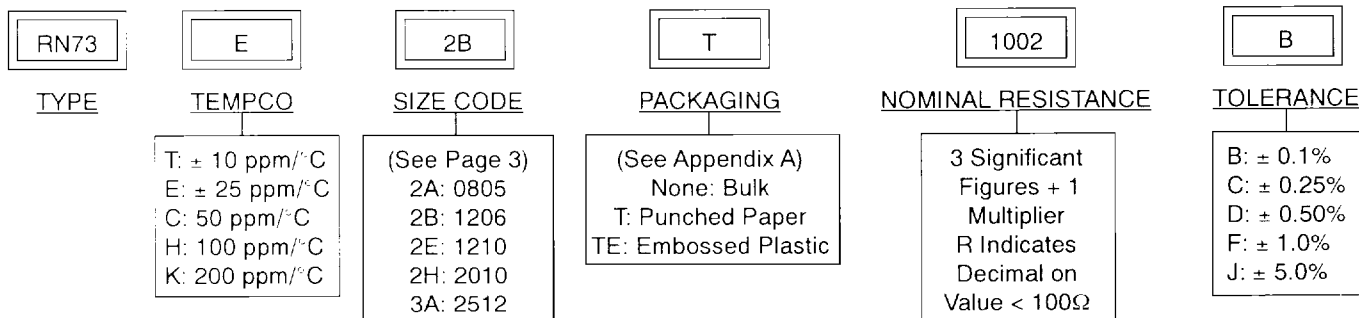 RN73 E 2B T 1002 B
TYPE TEMPCO SIZE CODE PACKAGING NOMINAL RESISTANCE TOLERANCE
T: ± 10 ppm/°C
E: ± 25 ppm/°C
C: 50 ppm/°C
H: 100 ppm/°C
K: 200 ppm/°C
(See Page 3)
2A: 0805
2B: 1206
2E: 1210
2H: 2010
3A: 2512
(See Appendix A)
None: Bulk
T: Punched Paper
TE: Embossed Plastic
3 Significant
Figures + 1
Multiplier
R Indicates
Decimal on
Value < 100Ω
B: ± 0.1%
C: ± 0.25%
D: ± 0.50%
F: ± 1.0%
J: ± 5.0%